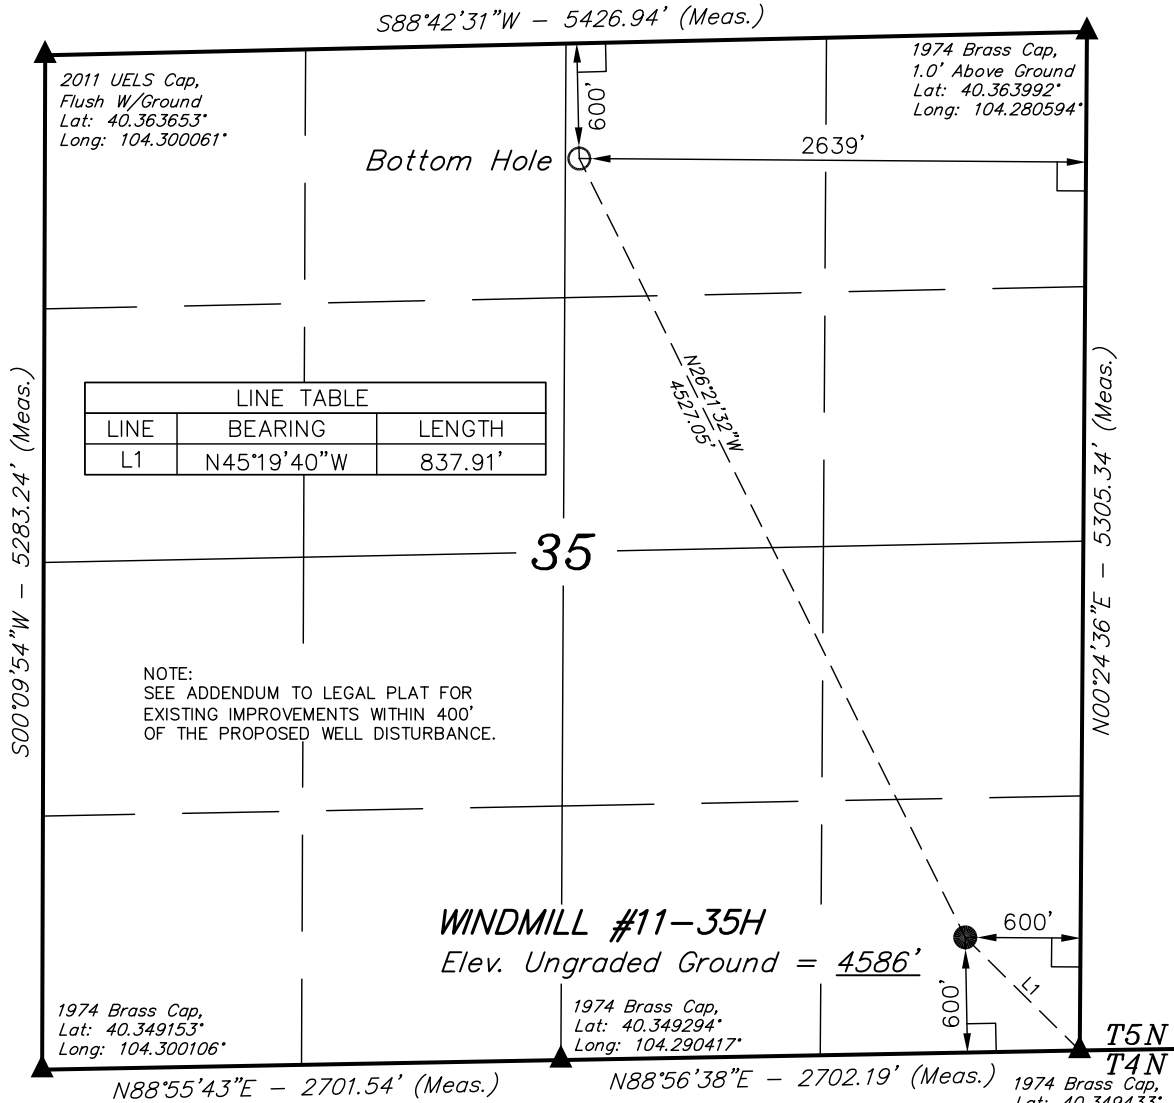 S88°42'31"W - 5426.94' (Meas.)
2011 UELS Cap,
Flush W/Ground
Lat: 40.363653°
Long: 104.300061°
600'
1974 Brass Cap,
1.0' Above Ground
Lat: 40.363992°
Long: 104.280594°
Bottom Hole
2639'
S00°09'54"W - 5283.24' (Meas.)
LINE TABLE
LINE BEARING LENGTH
L1 N45°19'40"W 837.91'
N26°21'32"W
4527.05'
N00°24'36"E - 5305.34' (Meas.)
35
NOTE:
SEE ADDENDUM TO LEGAL PLAT FOR
EXISTING IMPROVEMENTS WITHIN 400'
OF THE PROPOSED WELL DISTURBANCE.
WINDMILL #11-35H
Elev. Ungraded Ground = 4586'
600'
600'
L1
1974 Brass Cap,
Lat: 40.349153°
Long: 104.300106°
1974 Brass Cap,
Lat: 40.349294°
Long: 104.290417°
T5N
T4N
N88°55'43"E - 2701.54' (Meas.)
N88°56'38"E - 2702.19' (Meas.)
1974 Brass Cap,
Lat: 40.349433°